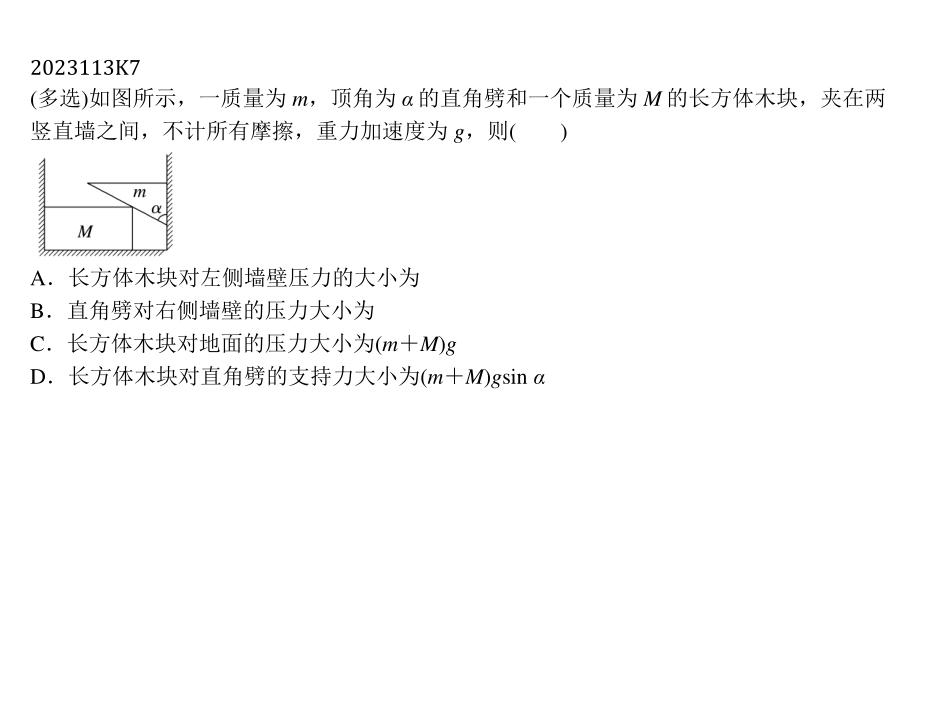 2023113K7
(多选)如图所示，一质量为 m，顶角为 α 的直角劈和一个质量为 M 的长方体木块，夹在两
竖直墙之间，不计所有摩擦，重力加速度为 g，则(　　)
m
α
M
A．长方体木块对左侧墙壁压力的大小为
B．直角劈对右侧墙壁的压力大小为
C．长方体木块对地面的压力大小为(m＋M)g
D．长方体木块对直角劈的支持力大小为(m＋M)gsin α